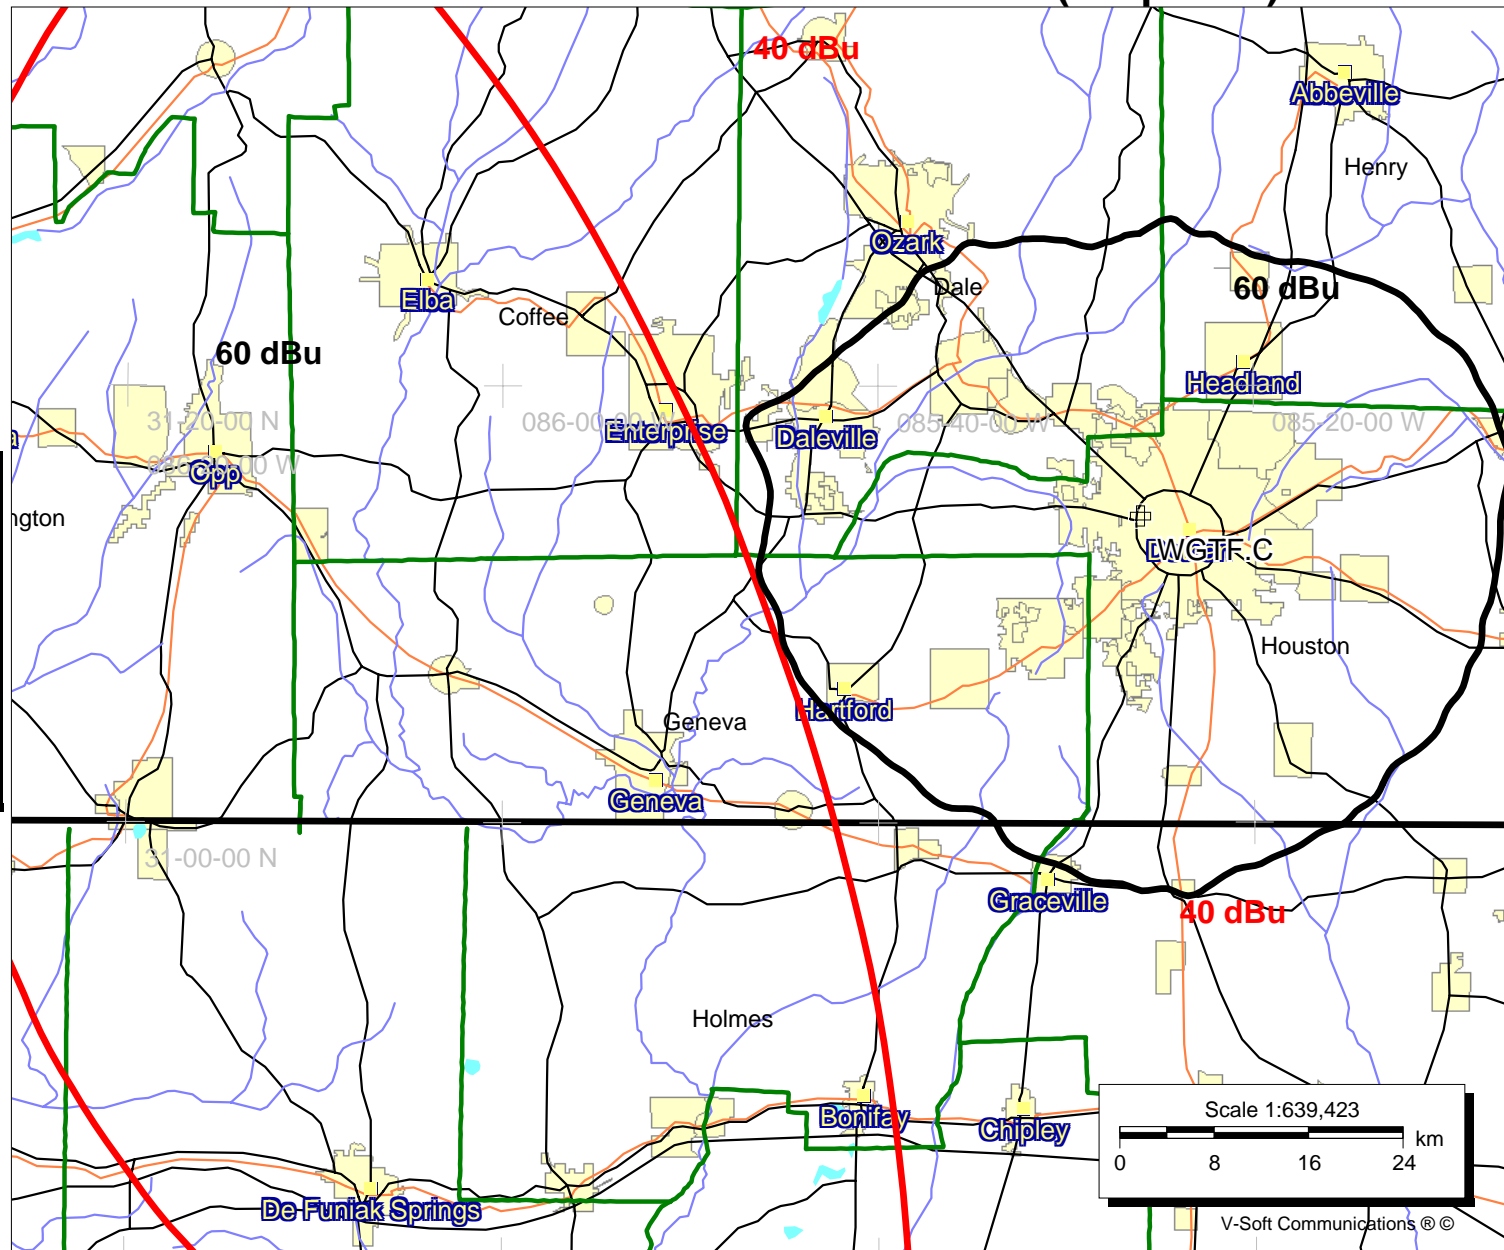 40 dBu
Abbeville
Henry
Ozark
Dale
60 dBu
Elba
Coffee
60 dBu
Headland
31-20-00 N
086-00-00 W
085-40-00 W
085-20-00 W
Enterprise
Daleville
Opp
ngton
WGTF.C
Houston
Hartford
Geneva
Geneva
31-00-00 N
Graceville
40 dBu
Holmes
Bonifay
Chipley
De Funiak Springs
Scale 1:639,423
km
0 8 16 24
V-Soft Communications ® ©